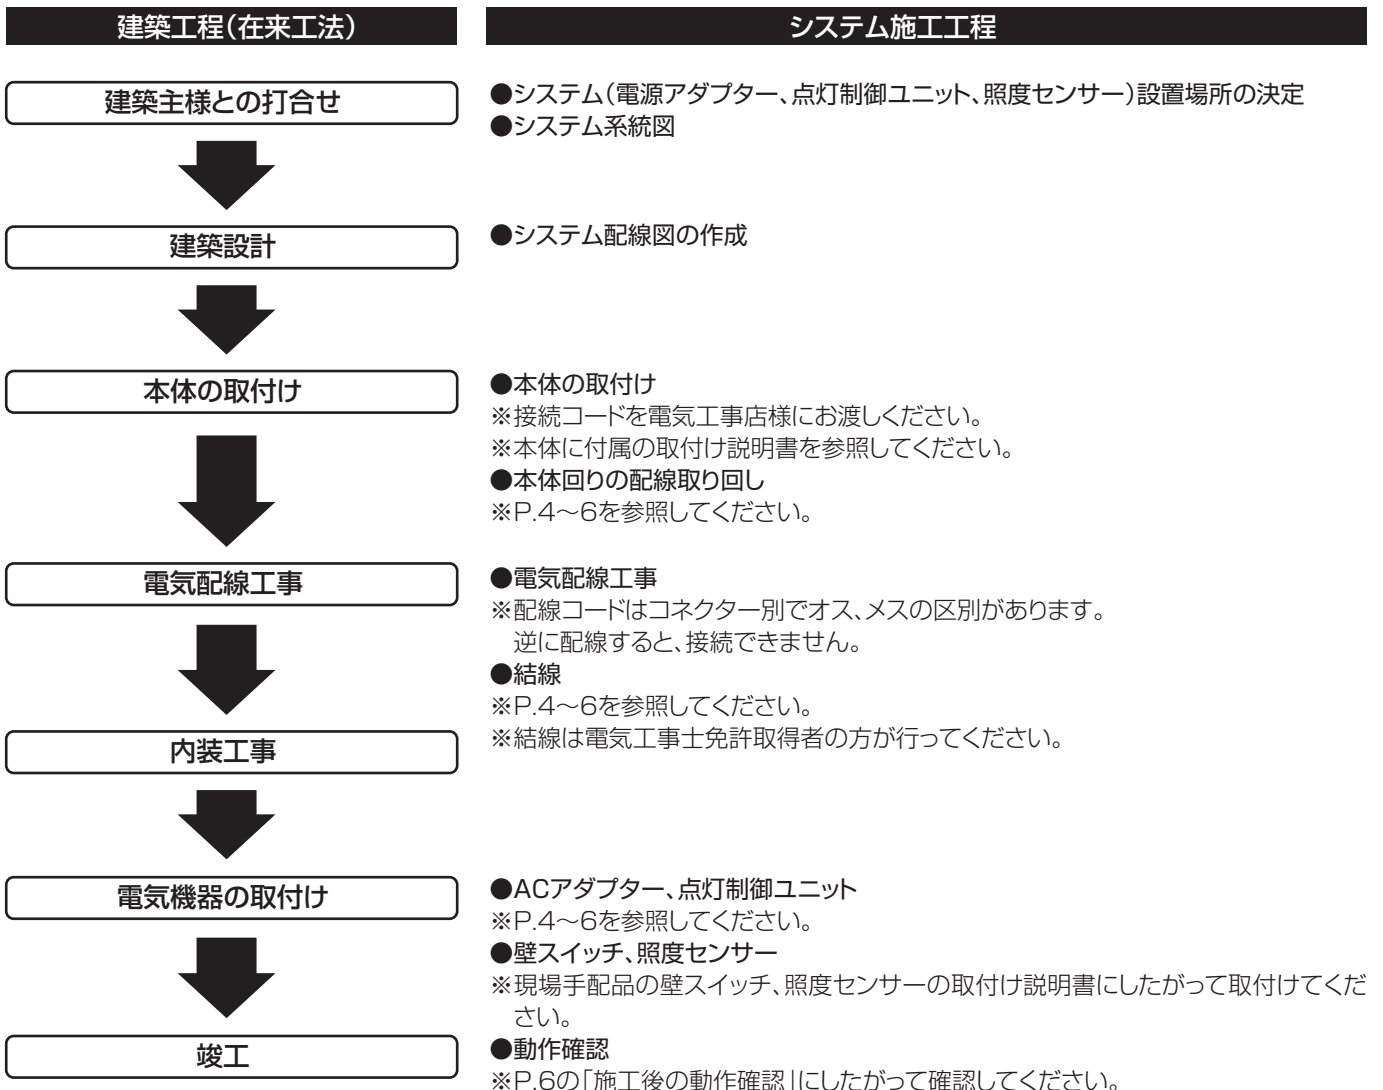 建築工程(在来工法)
システム施工工程
建築主様との打合せ
●システム(電源アダプター、点灯制御ユニット、照度センサー)設置場所の決定
●システム系統図
建築設計
●システム配線図の作成
本体の取付け
●本体の取付け
※接続コードを電気工事店様にお渡しください。
※本体に付属の取付け説明書を参照してください。
●本体回りの配線取り回し
※P.4〜6を参照してください。
電気配線工事
●電気配線工事
※配線コードはコネクター別でオス、メスの区別があります。
逆に配線すると、接続できません。
●結線
※P.4〜6を参照してください。
※結線は電気工事士免許取得者の方が行ってください。
内装工事
電気機器の取付け
●ACアダプター、点灯制御ユニット
※P.4〜6を参照してください。
●壁スイッチ、照度センサー
※現場手配品の壁スイッチ、照度センサーの取付け説明書にしたがって取付けてくだ
さい。
竣工
●動作確認
※P.6の「施工後の動作確認」にしたがって確認してください。